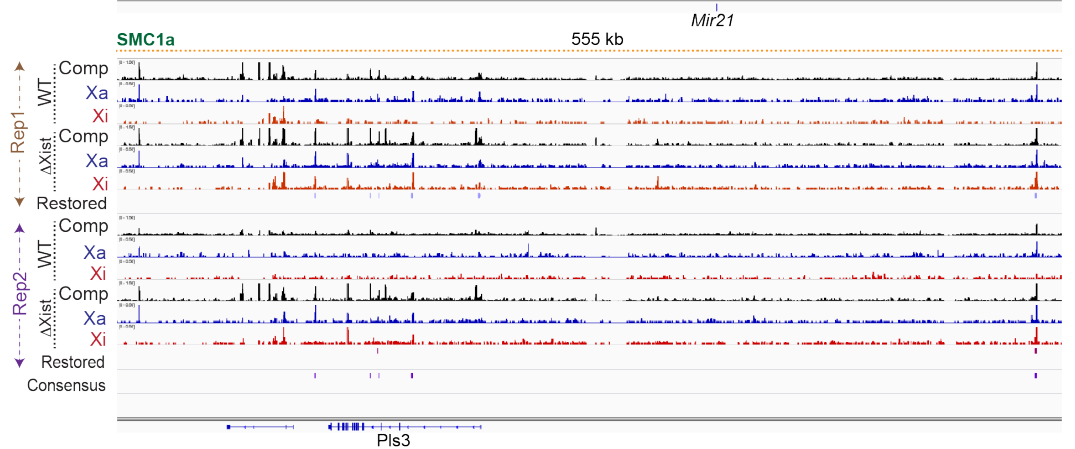 Mir21
SMC1a
555 kb
Rep1
WT
Comp
Xa
Xi
ΔXist
Comp
Xa
Xi
Restored
Rep2
WT
Comp
Xa
Xi
ΔXist
Comp
Xa
Xi
Restored
Consensus
Pls3